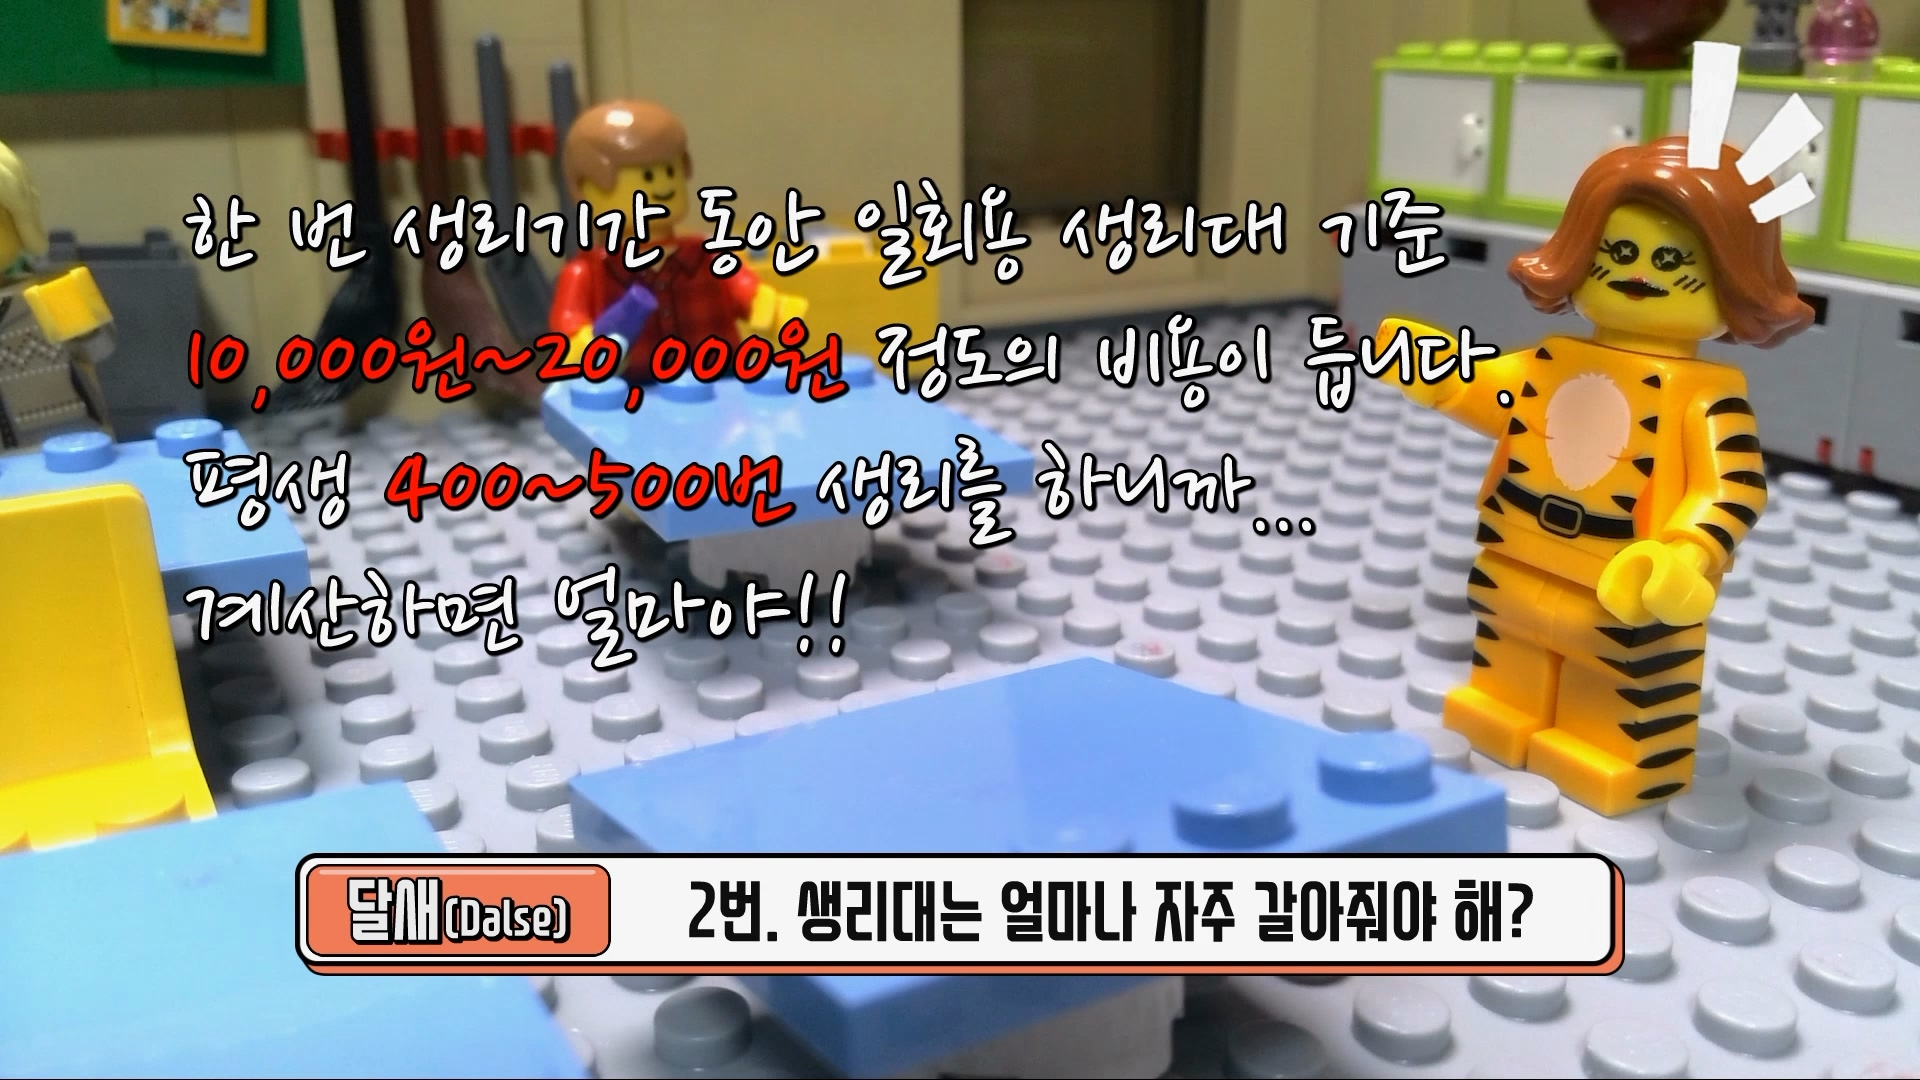 한 번 생리기간 동안 일회용 생리대 기준
10,000원~20,000원 정도의 비용이 듭니다.
평생 400~500번 생리를 하니까...
계산하면 얼마야!!
달새(Dalse) 2번. 생리대는 얼마나 자주 갈아줘야 해?